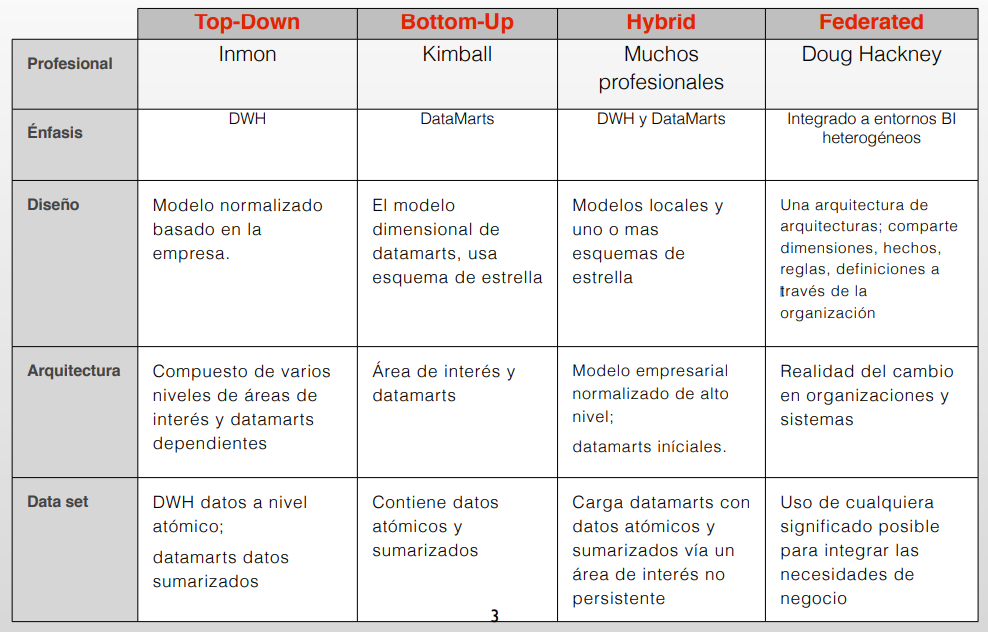 Top-Down
Bottom-Up
Hybrid
Federated
Profesional
Inmon
Kimball
Muchos
profesionales
Doug Hackney
Énfasis
DWH
DataMarts
DWH y DataMarts
Integrado a entornos BI
heterogéneos
Diseño
Modelo normalizado
basado en la
empresa.
El modelo
dimensional de
datamarts, usa
esquema de estrella
Modelos locales y
uno o mas
esquemas de
estrella
Una arquitectura de
arquitecturas; comparte
dimensiones, hechos,
reglas, definiciones a
través de la
organización
Arquitectura
Compuesto de varios
niveles de áreas de
interés y datamarts
dependientes
Área de interés y
datamarts
Modelo empresarial
normalizado de alto
nivel;
datamarts iníciales.
Realidad del cambio
en organizaciones y
sistemas
Data set
DWH datos a nivel
atómico;
datamarts datos
sumarizados
Contiene datos
atómicos y
sumarizados
Carga datamarts con
datos atómicos y
sumarizados vía un
área de interés no
persistente
Uso de cualquiera
significado posible
para integrar las
necesidades de
negocio
3